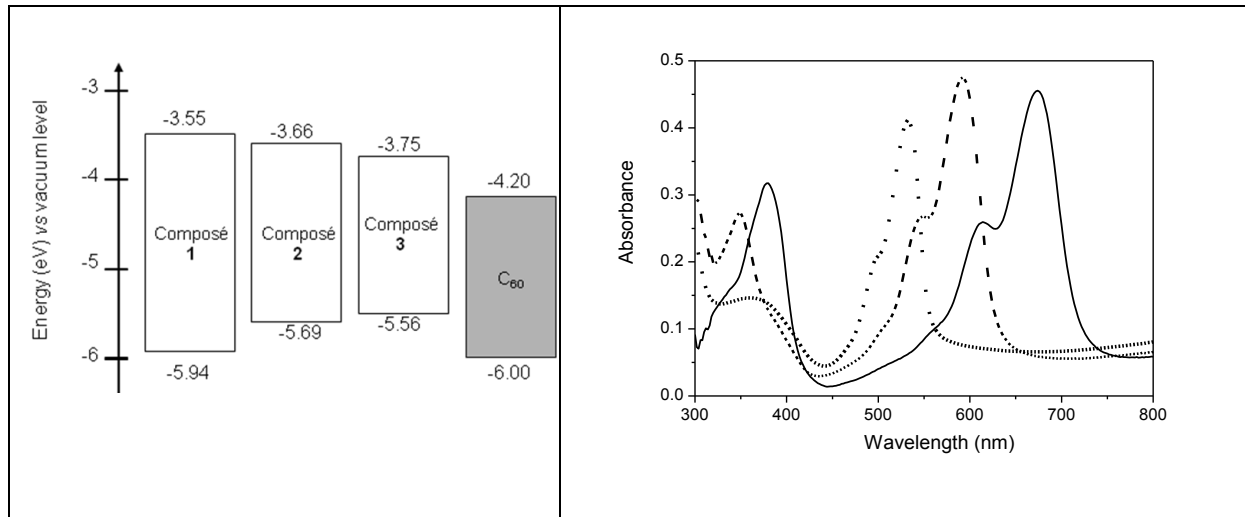 Energy (eV) vs vacuum level
-3
-4
-5
-6
-3.55
Composé
1
-5.94
-3.66
Composé
2
-5.69
-3.75
Composé
3
-5.56
-4.20
C₆₀
-6.00
Absorbance
0.5
0.4
0.3
0.2
0.1
0.0
300 400 500 600 700 800
Wavelength (nm)